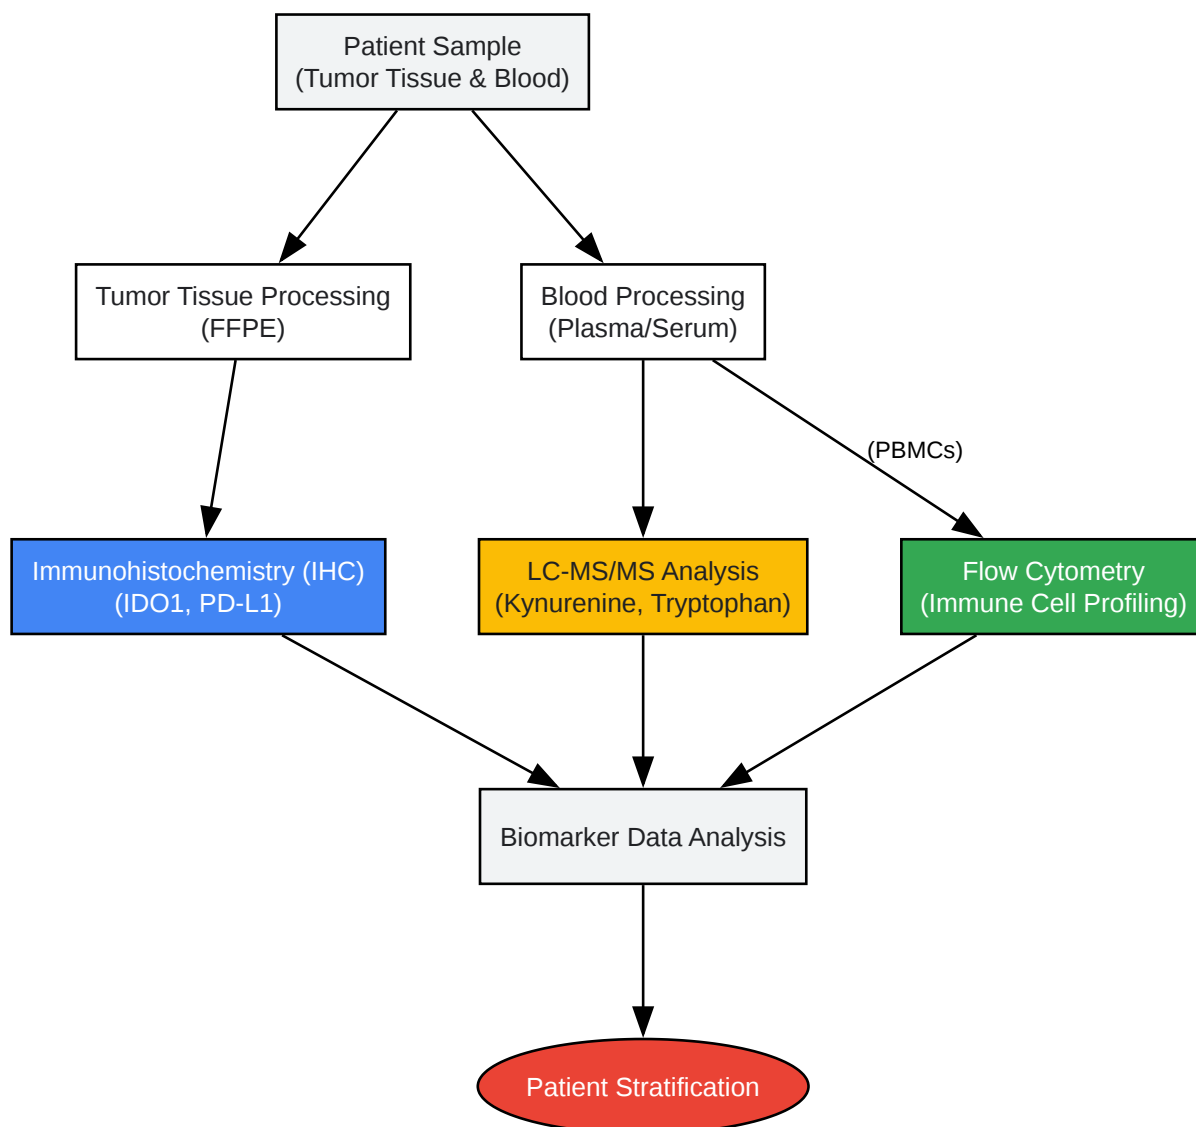 Patient Sample
(Tumor Tissue & Blood)
Tumor Tissue Processing
(FFPE)
Blood Processing
(Plasma/Serum)
(PBMCs)
Immunohistochemistry (IHC)
(IDO1, PD-L1)
LC-MS/MS Analysis
(Kynurenine, Tryptophan)
Flow Cytometry
(Immune Cell Profiling)
Biomarker Data Analysis
Patient Stratification